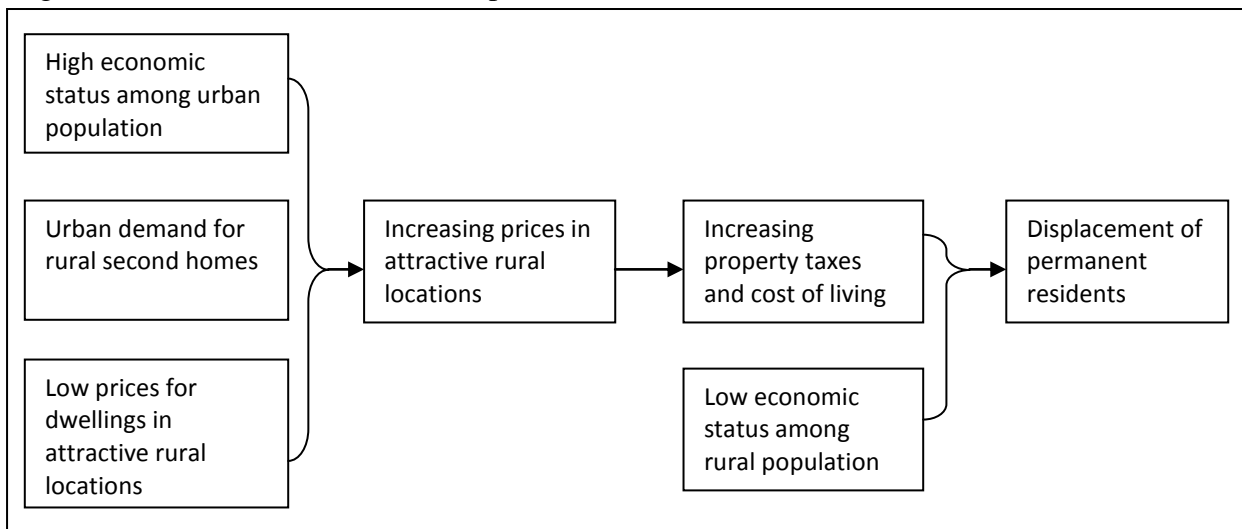 High economic
status among urban
population
Urban demand for
rural second homes
Low prices for
dwellings in
attractive rural
locations
Increasing prices in
attractive rural
locations
Increasing
property taxes
and cost of living
Low economic
status among
rural population
Displacement of
permanent
residents